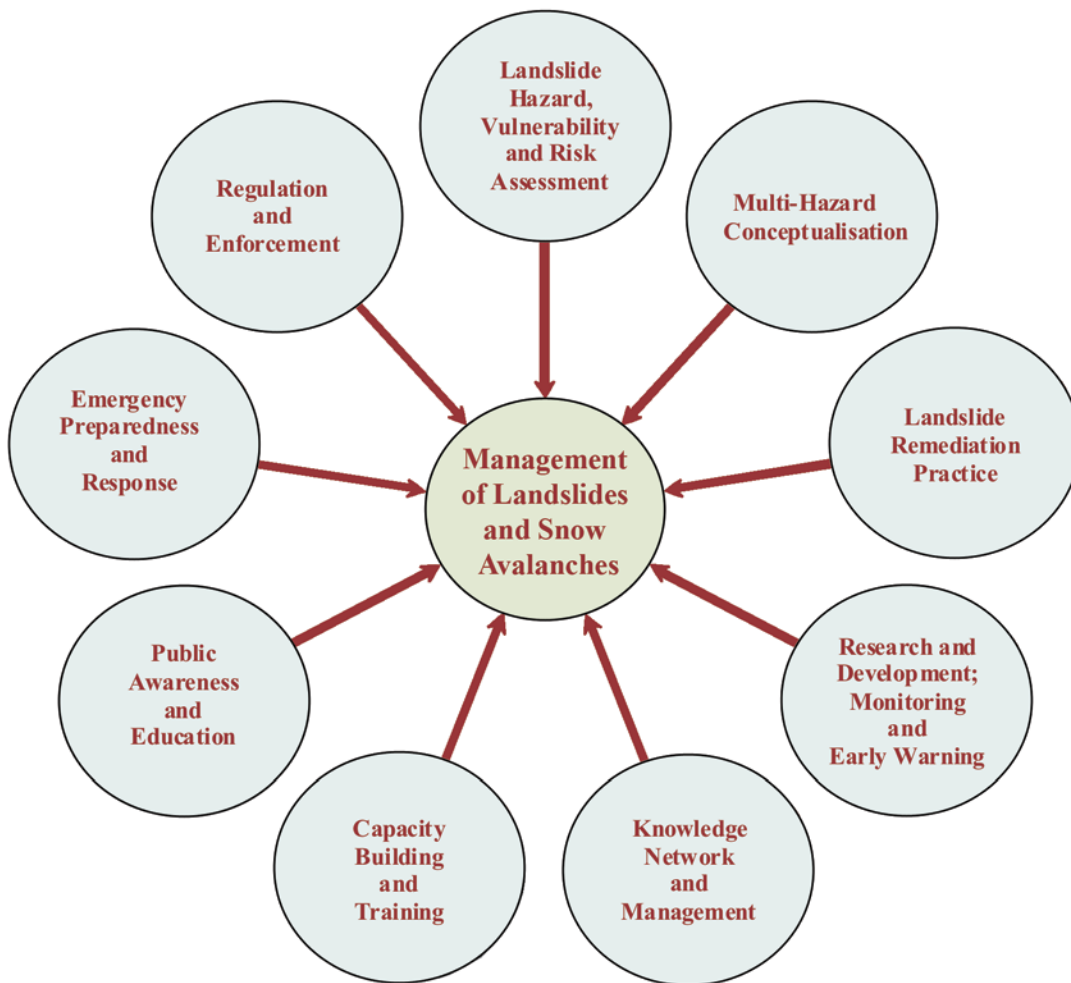 Landslide
Hazard,
Vulnerability
and Risk
Assessment
Multi-Hazard
Conceptualisation
Landslide
Remediation
Practice
Research and
Development;
Monitoring
and
Early Warning
Knowledge
Network
and
Management
Capacity
Building
and
Training
Public
Awareness
and
Education
Emergency
Preparedness
and
Response
Regulation
and
Enforcement
Management
of Landslides
and Snow
Avalanches